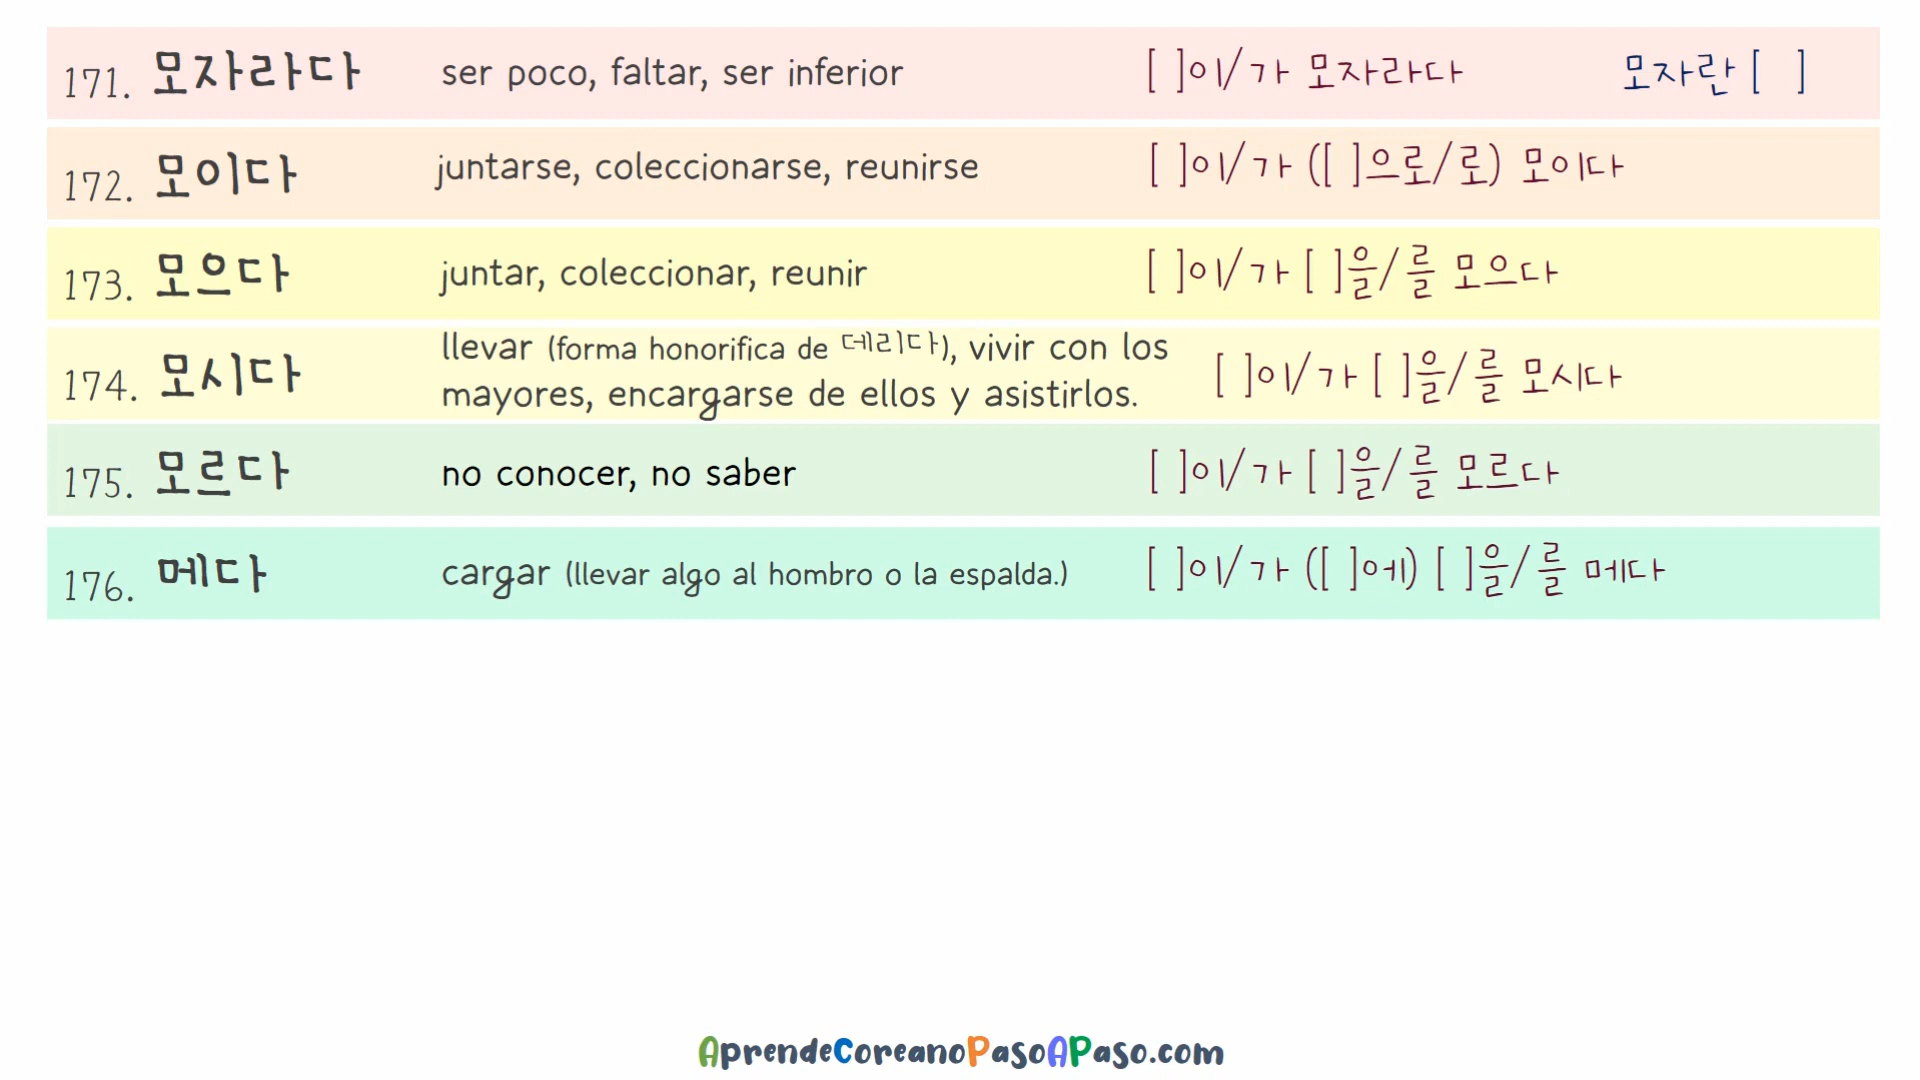 171. 모자라다 ser poco, faltar, ser inferior [ ]이/가 모자라다 모자란 [ ]
172. 모이다 juntarse, coleccionarse, reunirse [ ]이/가 ([ ]으로/로) 모이다
173. 모으다 juntar, coleccionar, reunir [ ]이/가 [ ]을/를 모으다
174. 모시다 llevar (forma honorifica de 데리다), vivir con los
mayores, encargarse de ellos y asistirlos. [ ]이/가 [ ]을/를 모시다
175. 모르다 no conocer, no saber [ ]이/가 [ ]을/를 모르다
176. 메다 cargar (llevar algo al hombro o la espalda.) [ ]이/가 ([ ]에) [ ]을/를 메다
AprendeCoreanoPasoAPaso.com